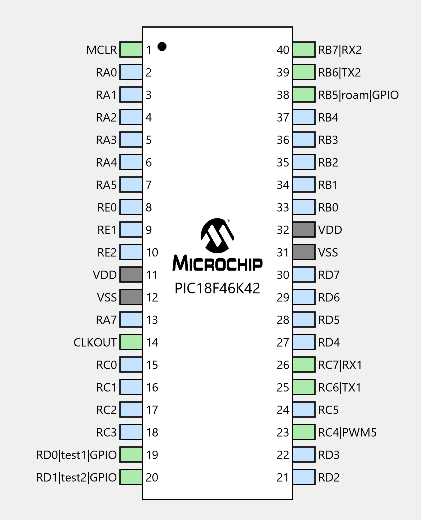 MCLR 1 40 RB7|RX2
RA0 2 39 RB6|TX2
RA1 3 38 RB5|roam|GPIO
RA2 4 37 RB4
RA3 5 36 RB3
RA4 6 35 RB2
RA5 7 34 RB1
RE0 8 33 RB0
RE1 9 32 VDD
RE2 10 31 VSS
MICROCHIP
VDD 11 30 RD7
PIC18F46K42
VSS 12 29 RD6
RA7 13 28 RD5
CLKOUT 14 27 RD4
RC0 15 26 RC7|RX1
RC1 16 25 RC6|TX1
RC2 17 24 RC5
RC3 18 23 RC4|PWM5
RD0|test1|GPIO 19 22 RD3
RD1|test2|GPIO 20 21 RD2